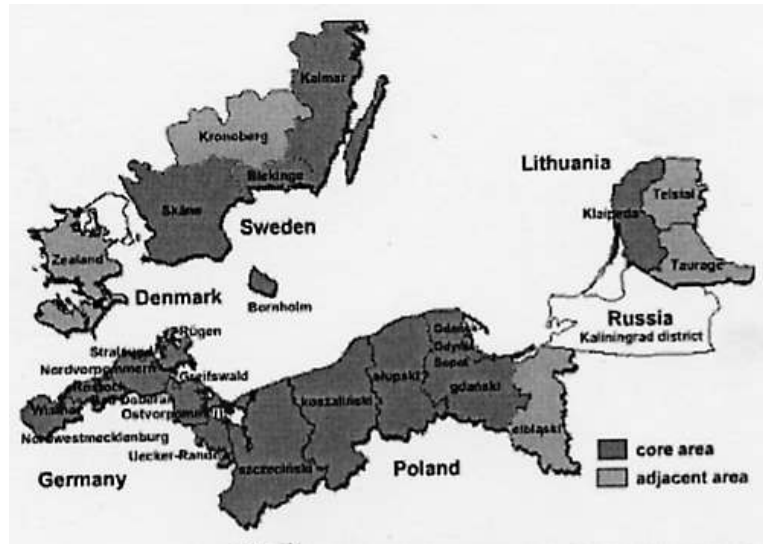 Kalmar
Kronoberg
Blekinge
Skåne
Sweden
Lithuania
Telsiai
Klaipeda
Taurage
Zealand
Denmark
Bornholm
Russia
Kaliningrad district
Rügen
Stralsund
Nordvorpommern
Greifswald
Rostock
Bad Doberan
Wismar
Nordwestmecklenburg
Uecker-Randow
Germany
Gdańsk
Gdynia
Sopot
gdański
słupski
koszaliński
szczeciński
elbląski
Poland
core area
adjacent area